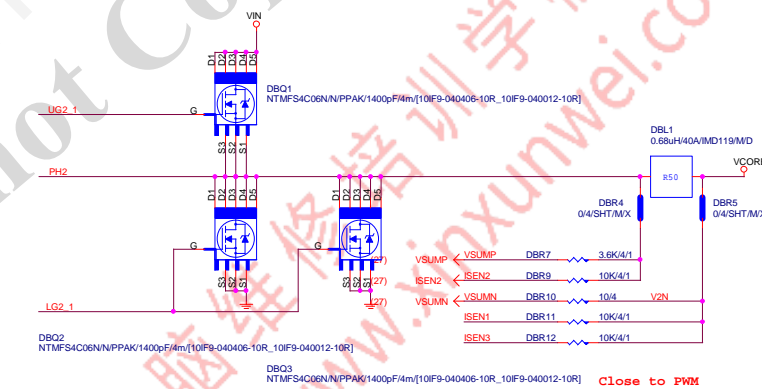 VIN
D1
D2
D3
D4
D5
DBQ1
NTMFS4C06N/N/PPAK/1400pF/4m/[10IF9-040406-10R_10IF9-040012-10R]
UG2_1
G
S3
S2
S1
DBL1
0.68uH/40A/IMD119/M/D
PH2
R50
D1
D2
D3
D4
D5
D1
D2
D3
D4
D5
DBR4
0/4/SHT/M/X
DBR5
0/4/SHT/M/X
G
G
(27)
VSUMP
VSUMP
DBR7
3.6K/4/1
S3
S2
S1
S3
S2
S1
(27)
ISEN2
ISEN2
DBR9
10K/4/1
(27)
VSUMN
VSUMN
DBR10
10/4
V2N
LG2_1
ISEN1
DBR11
10K/4/1
ISEN3
DBR12
10K/4/1
DBQ2
NTMFS4C06N/N/PPAK/1400pF/4m/[10IF9-040406-10R_10IF9-040012-10R]
DBQ3
NTMFS4C06N/N/PPAK/1400pF/4m/[10IF9-040406-10R_10IF9-040012-10R]
Close to PWM